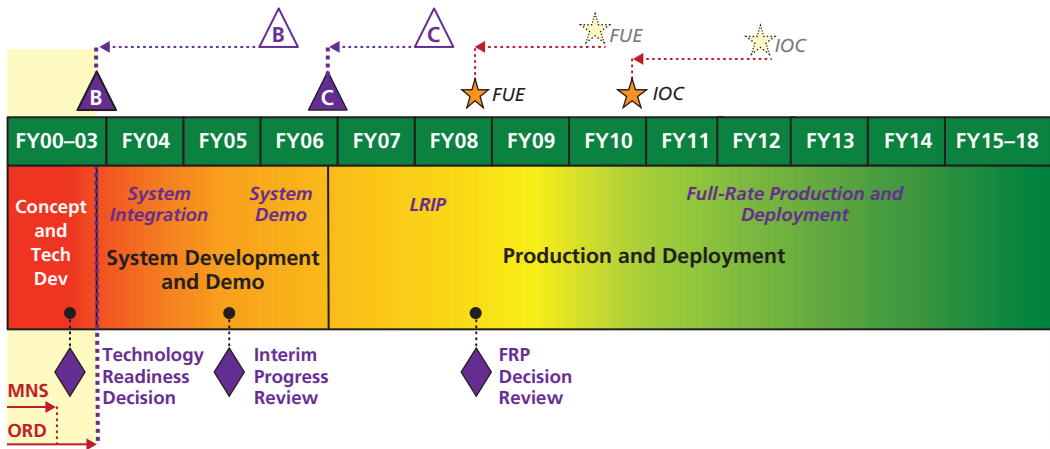 B
C
FUE
IOC
B
C
FUE
IOC
FY00–03
FY04
FY05
FY06
FY07
FY08
FY09
FY10
FY11
FY12
FY13
FY14
FY15–18
Concept
and
Tech
Dev
System
Integration
System
Demo
LRIP
Full-Rate Production and
Deployment
System Development
and Demo
Production and Deployment
Technology
Readiness
Decision
Interim
Progress
Review
FRP
Decision
Review
MNS
ORD